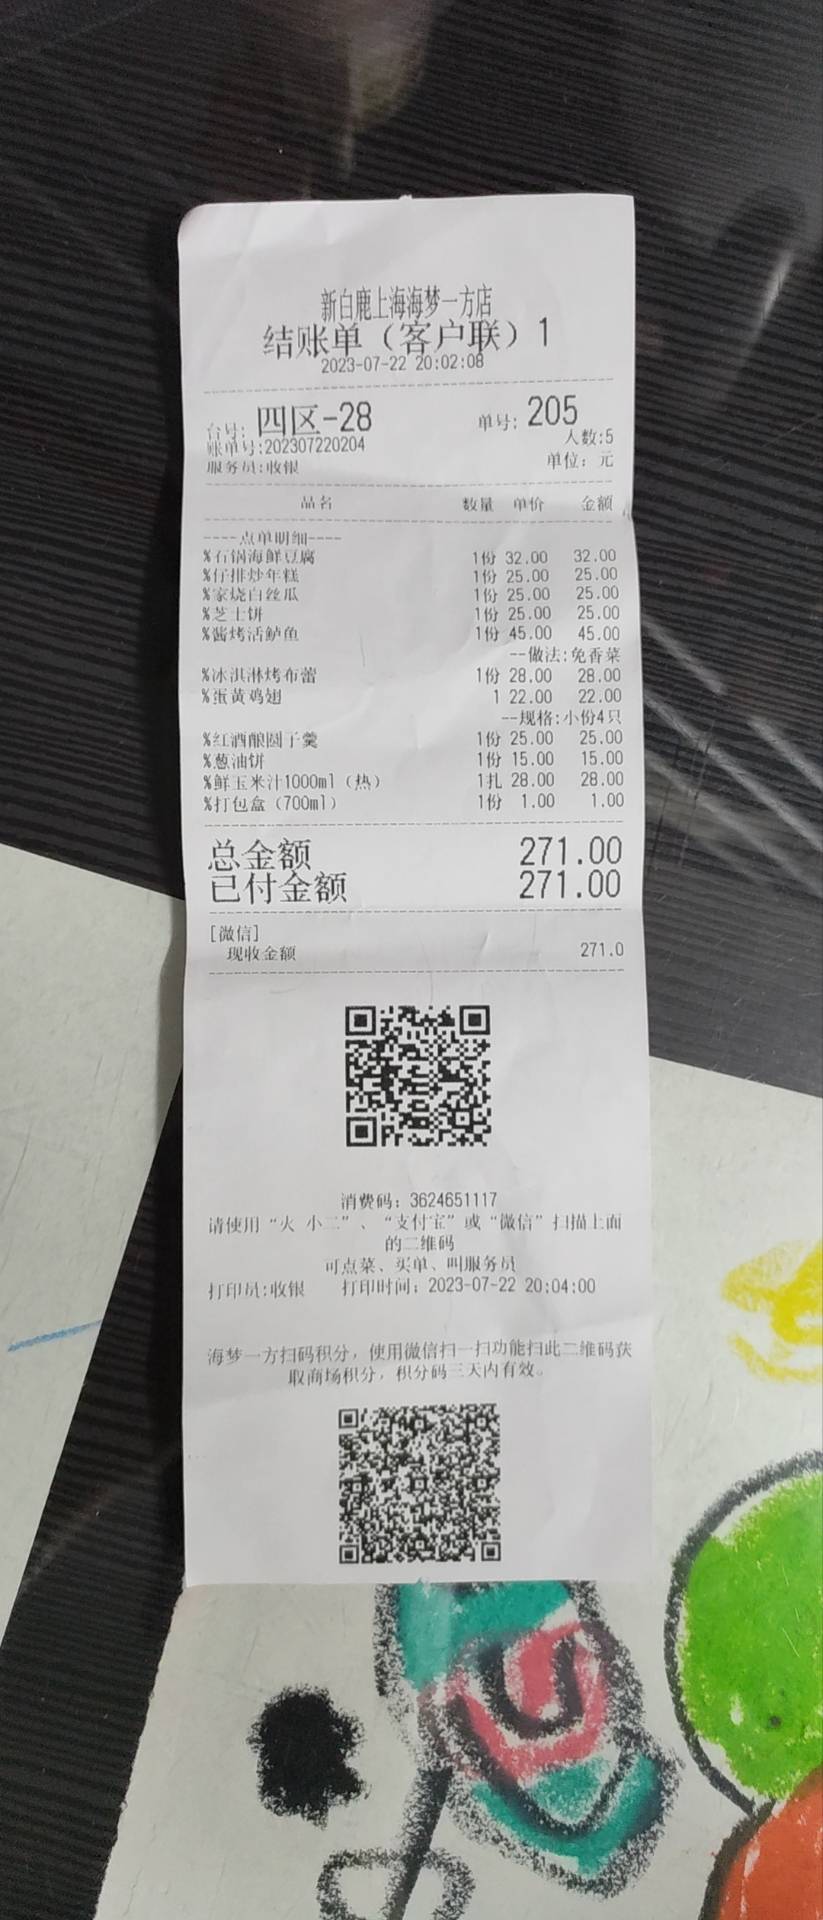 新白鹿上海海梦一方店
结账单（客户联）1
2023-07-22 20:02:08
台号: 四区-28 单号: 205
账单号:202307220204 人数:5
服务员:收银 单位: 元
品名 数量 单价 金额
----点单明细----
%石锅海鲜豆腐 1份 32.00 32.00
%仔排炒年糕 1份 25.00 25.00
%家烧白丝瓜 1份 25.00 25.00
%芝士饼 1份 25.00 25.00
%酱烤活鲈鱼 1份 45.00 45.00
--做法:免香菜
%冰淇淋烤布蕾 1份 28.00 28.00
%蛋黄鸡翅 1 22.00 22.00
--规格:小份4只
%红酒酿圆子羹 1份 25.00 25.00
%葱油饼 1份 15.00 15.00
%鲜玉米汁1000ml（热） 1扎 28.00 28.00
%打包盒（700ml） 1份 1.00 1.00
总金额 271.00
已付金额 271.00
[微信]
现收金额 271.0
消费码: 3624651117
请使用“火 小二”、“支付宝”或“微信”扫描上面
的二维码
可点菜、买单、叫服务员
打印员:收银 打印时间: 2023-07-22 20:04:00
海梦一方扫码积分，使用微信扫一扫功能扫此二维码获
取商场积分，积分码三天内有效。